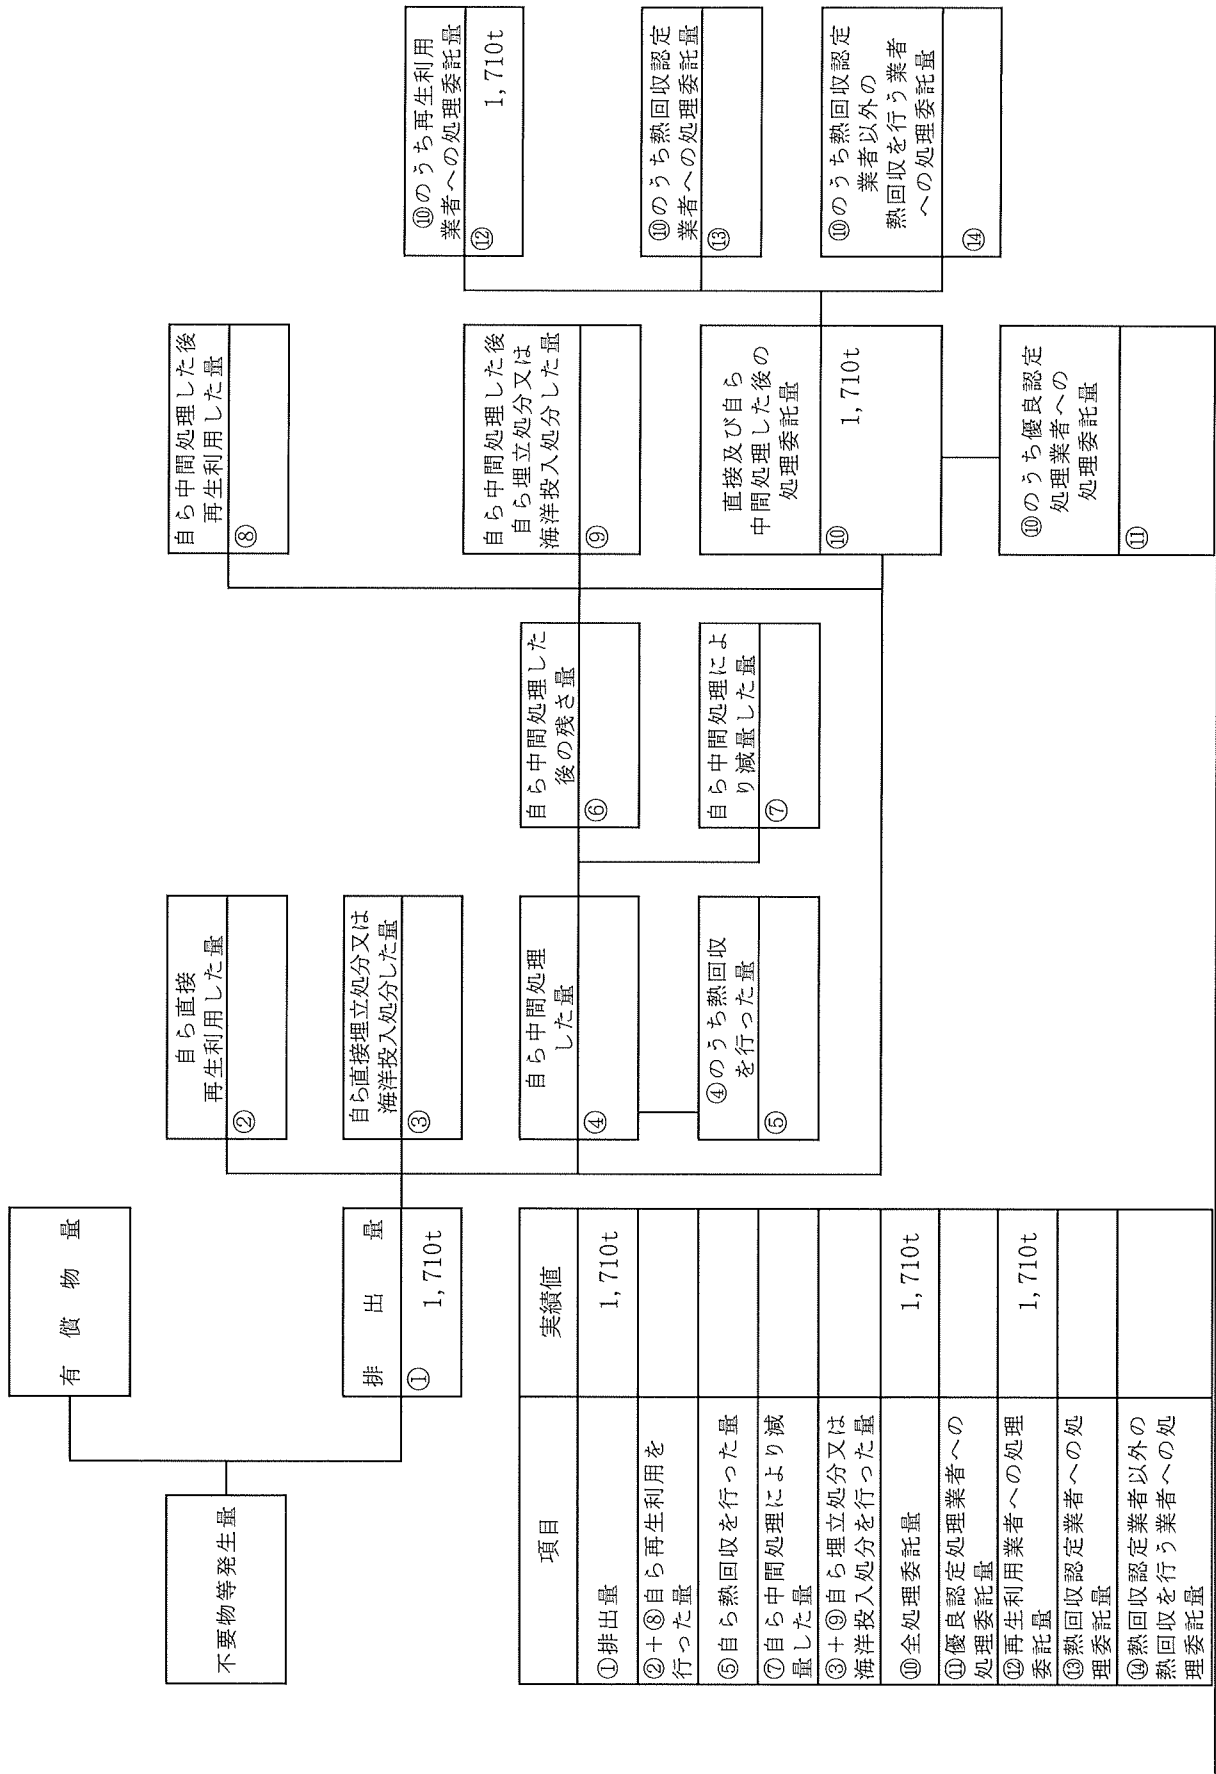 不要物等発生量
有償物量
排出量
① 1,710t
自ら直接
再生利用した量
②
自ら直接埋立処分又は
海洋投入処分した量
③
自ら中間処理
した量
④
④のうち熱回収
を行った量
⑤
自ら中間処理した
後の残さ量
⑥
自ら中間処理によ
り減量した量
⑦
自ら中間処理した後
再生利用した量
⑧
自ら中間処理した後
自ら埋立処分又は
海洋投入処分した量
⑨
直接及び自ら
中間処理した後の
処理委託量
⑩ 1,710t
⑩のうち優良認定
処理業者への
処理委託量
⑪
⑩のうち再生利用
業者への処理委託量
⑫ 1,710t
⑩のうち熱回収認定
業者への処理委託量
⑬
⑩のうち熱回収認定
業者以外の
熱回収を行う業者
への処理委託量
⑭
項目 実績値
①排出量 1,710t
②+⑧自ら再生利用を
行った量
⑤自ら熱回収を行った量
⑦自ら中間処理により減
量した量
③+⑨自ら埋立処分又は
海洋投入処分を行った量
⑩全処理委託量 1,710t
⑪優良認定処理業者への
処理委託量
⑫再生利用業者への処理
委託量 1,710t
⑬熱回収認定業者への処
理委託量
⑭熱回収認定業者以外の
熱回収を行う業者への処
理委託量